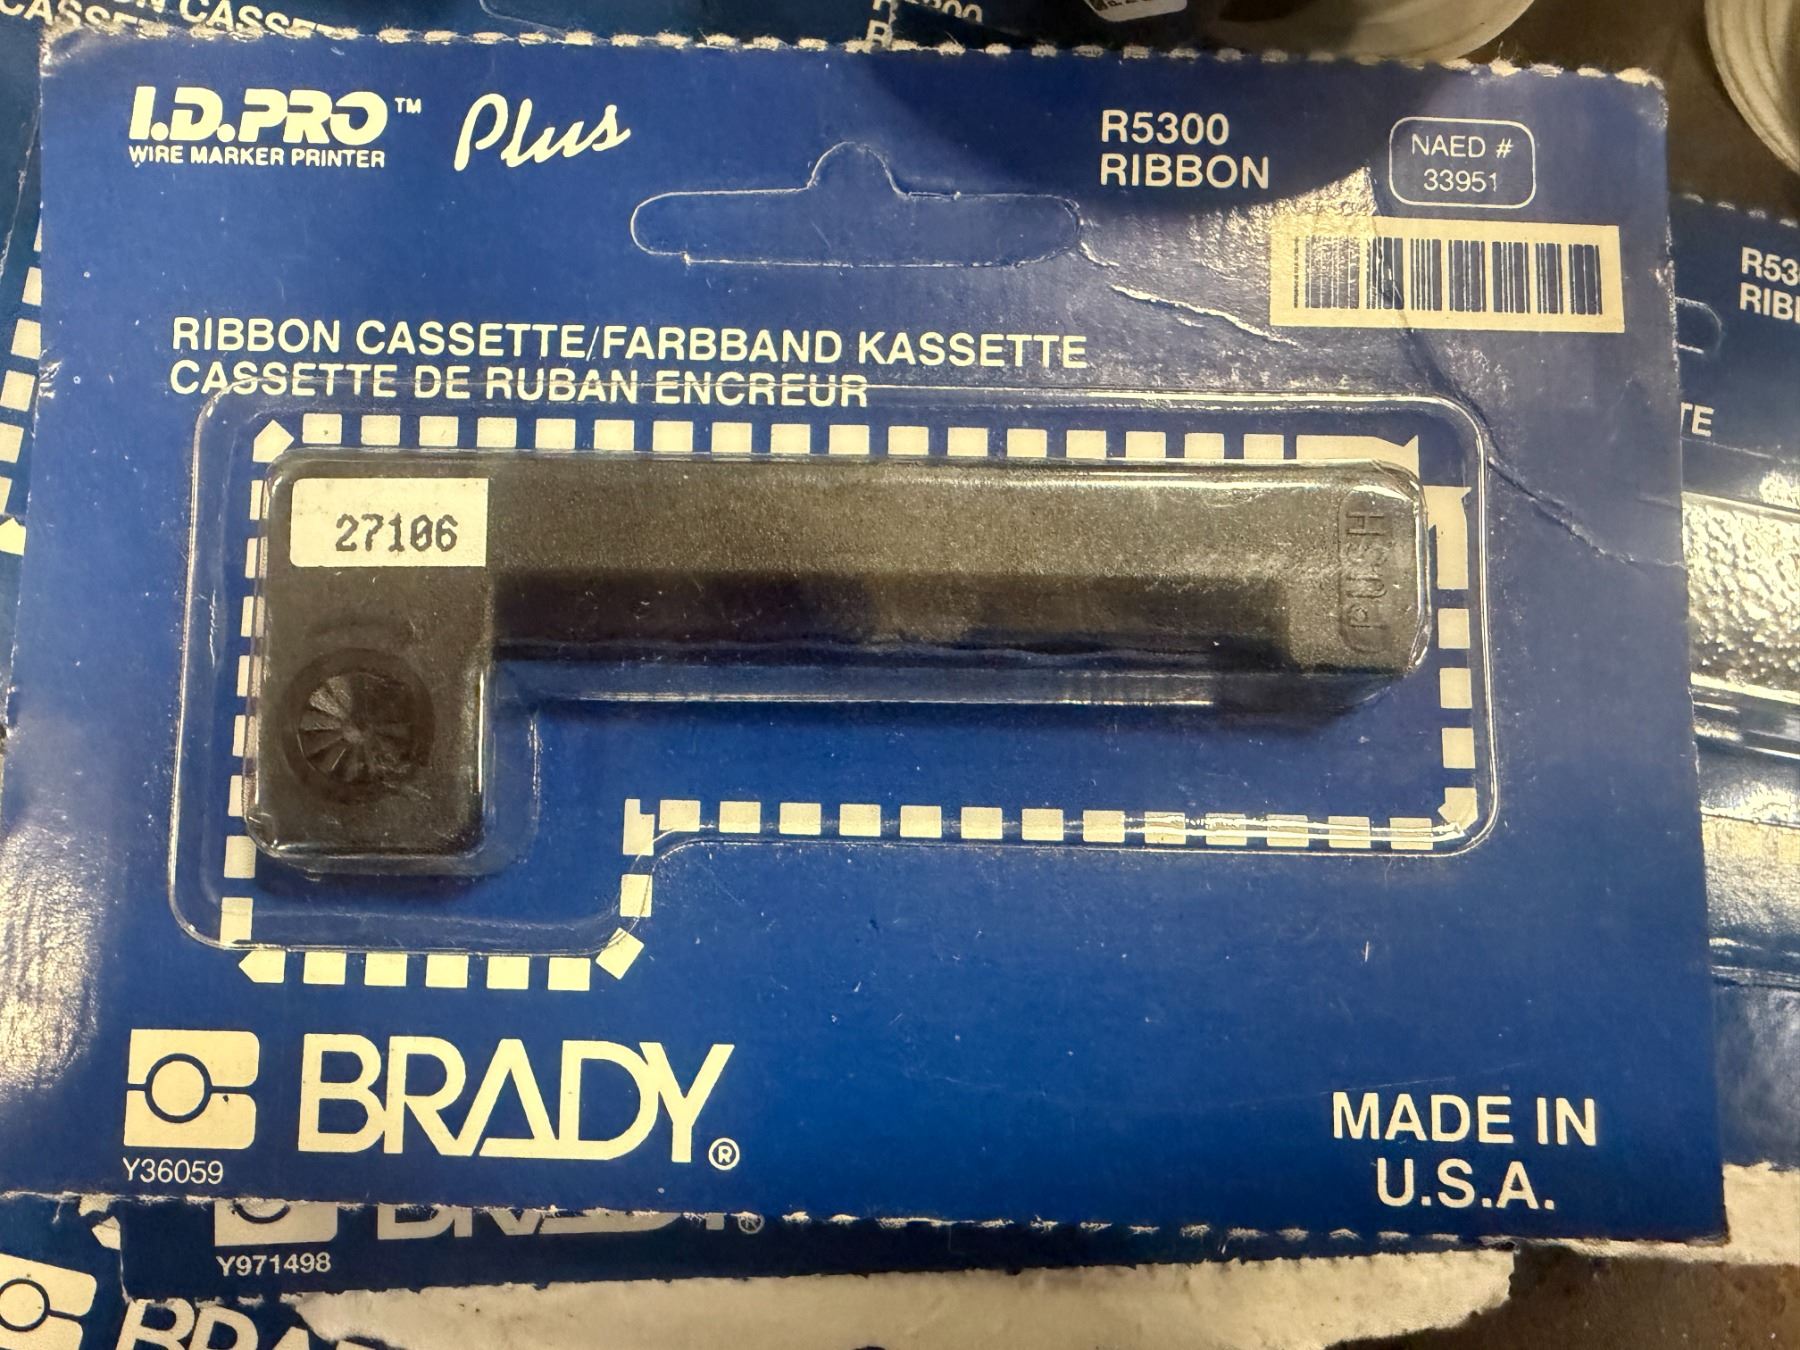 I.D.PRO™ Plus
WIRE MARKER PRINTER
R5300
RIBBON
NAED #
33951
RIBBON CASSETTE/FARBBAND KASSETTE
CASSETTE DE RUBAN ENCREUR
27106
PUSH
BRADY®
Y36059
MADE IN
U.S.A.
Y971498